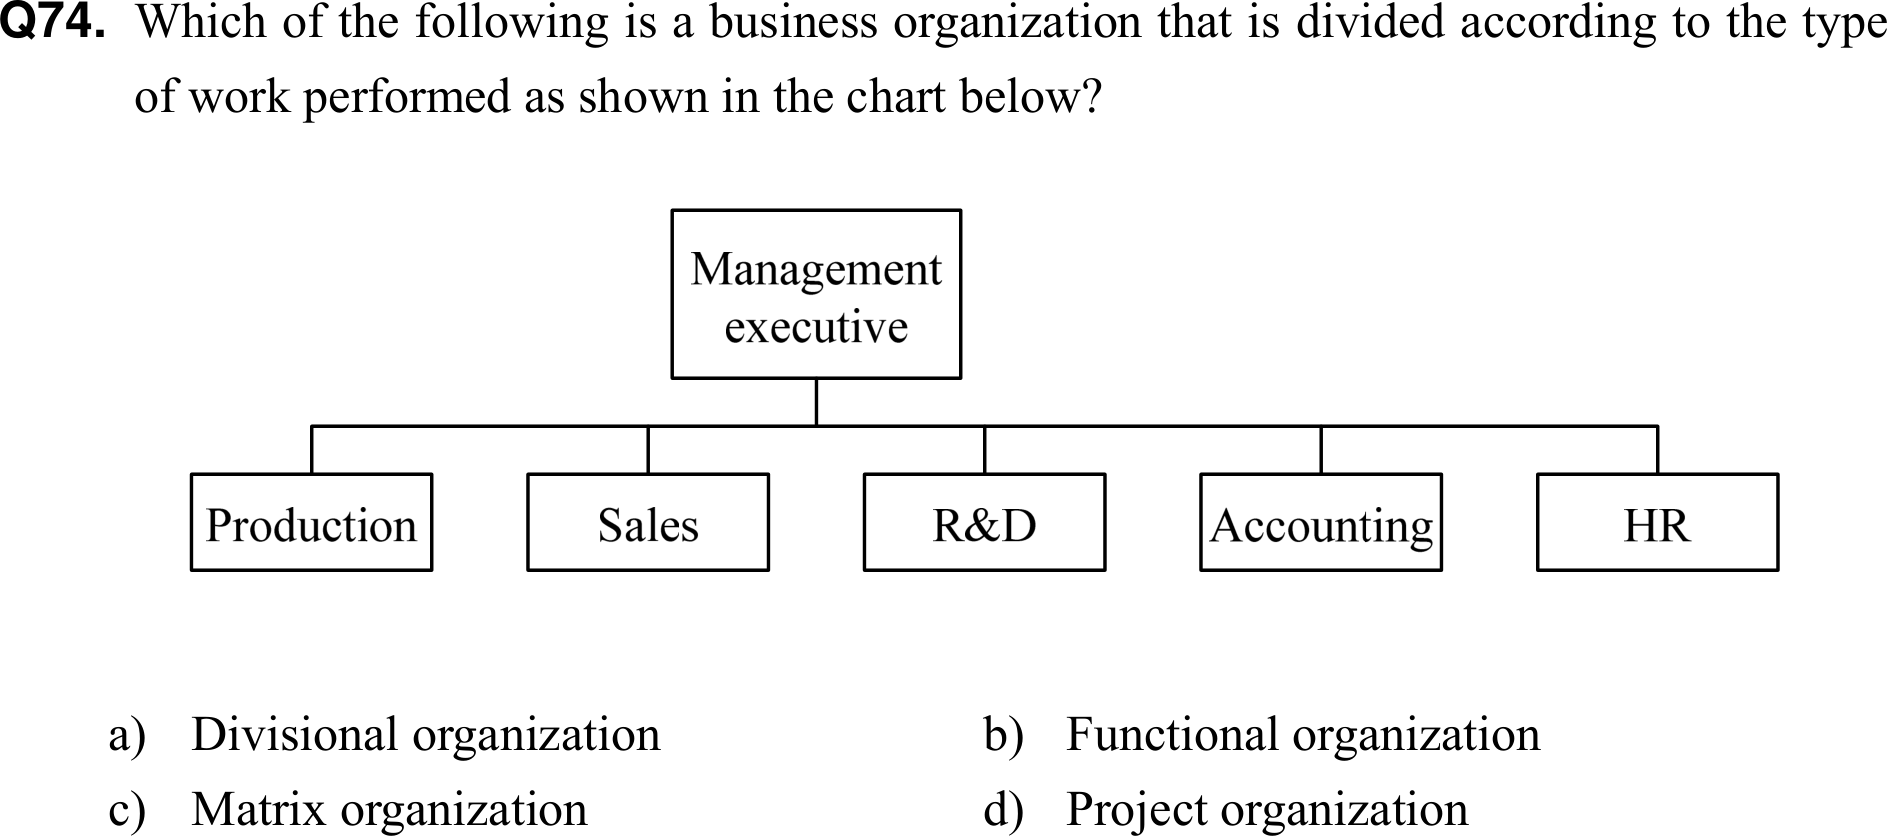 Q74. Which of the following is a business organization that is divided according to the type
of work performed as shown in the chart below?
Management
executive
Production Sales R&D Accounting HR
a) Divisional organization b) Functional organization
c) Matrix organization d) Project organization